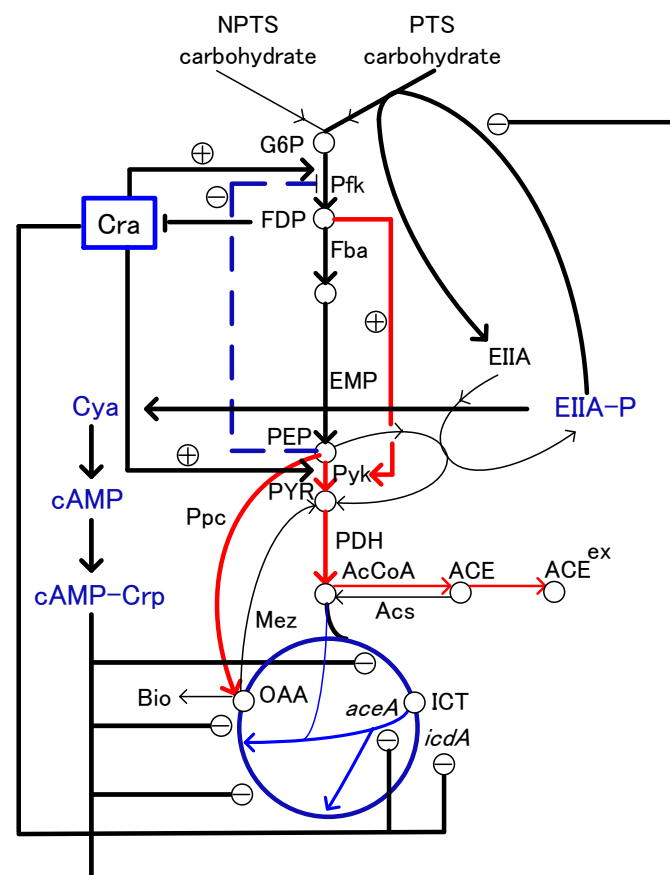 NPTS
carbohydrate
PTS
carbohydrate
⊖
G6P
⊕
Pfk
⊖
Cra
FDP
Fba
⊕
EIIA
EMP
Cya
EIIA-P
PEP
⊕
Pyk
PYR
cAMP
Ppc
PDH
AcCoA
ACE
ACE ex
cAMP-Crp
Acs
Mez
⊖
Bio
OAA
aceA
ICT
⊖
⊖
icdA
⊖
⊖